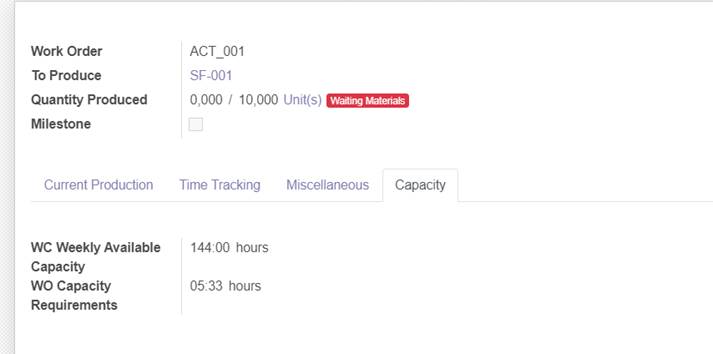 Work Order ACT_001
To Produce SF-001
Quantity Produced 0,000 / 10,000 Unit(s) Waiting Materials
Milestone
Current Production Time Tracking Miscellaneous Capacity
WC Weekly Available 144:00 hours
Capacity
WO Capacity 05:33 hours
Requirements